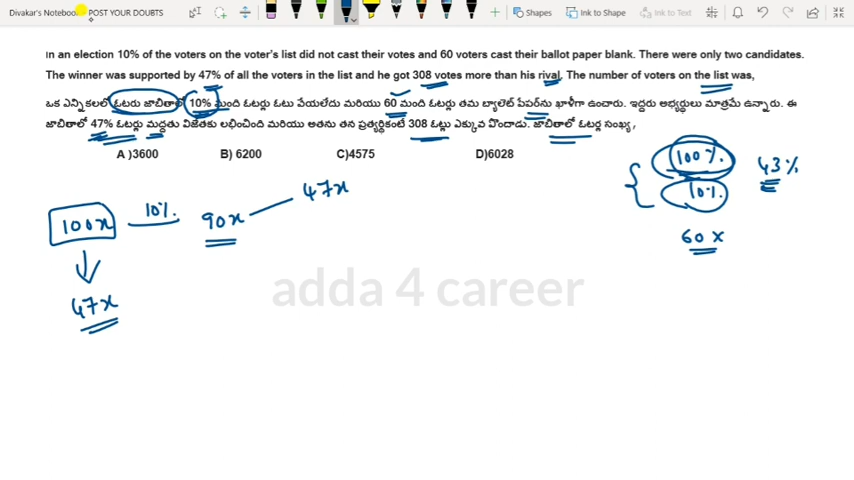 Divakar's Notebook POST YOUR DOUBTS
Shapes
Ink to Shape
Ink to Text
In an election 10% of the voters on the voter's list did not cast their votes and 60 voters cast their ballot paper blank. There were only two candidates.
The winner was supported by 47% of all the voters in the list and he got 308 votes more than his rival. The number of voters on the list was,
ఒక ఎన్నికలలో ఓటరు జాబితాలో 10% మంది ఓటర్లు ఓటు వేయలేదు మరియు 60 మంది ఓటర్లు తమ బ్యాలెట్ పేపర్‌ను ఖాళీగా ఉంచారు. ఇద్దరు అభ్యర్థులు మాత్రమే ఉన్నారు. ఈ
జాబితాలో 47% ఓటర్లు మద్దతు విజేతకు లభించింది మరియు అతను తన ప్రత్యర్థికంటే 308 ఓట్లు ఎక్కువ పొందాడు. జాబితాలో ఓటర్ల సంఖ్య,
A )3600 B) 6200 C)4575 D)6028
100%
43%
10%
60 x
100x 10% 90x 47x
47x
adda 4 career